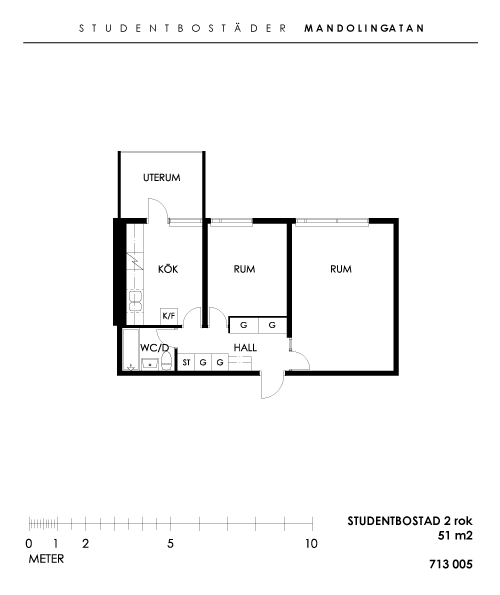 STUDENTBOSTÄDER MANDOLINGATAN
UTERUM
KÖK
RUM
RUM
K/F
G G
WC/D
HALL
ST G G
0 1 2 5 10
METER
STUDENTBOSTAD 2 rok
51 m2
713 005